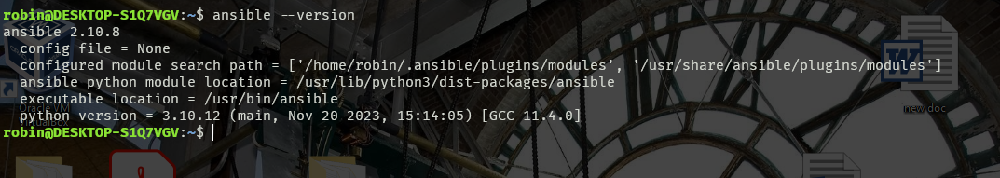 robin@DESKTOP-S1Q7VGV:~$ ansible --version
ansible 2.10.8
  config file = None
  configured module search path = ['/home/robin/.ansible/plugins/modules', '/usr/share/ansible/plugins/modules']
  ansible python module location = /usr/lib/python3/dist-packages/ansible
  executable location = /usr/bin/ansible
  python version = 3.10.12 (main, Nov 20 2023, 15:14:05) [GCC 11.4.0]
robin@DESKTOP-S1Q7VGV:~$
Oracle VM
VirtualBox
new doc
W